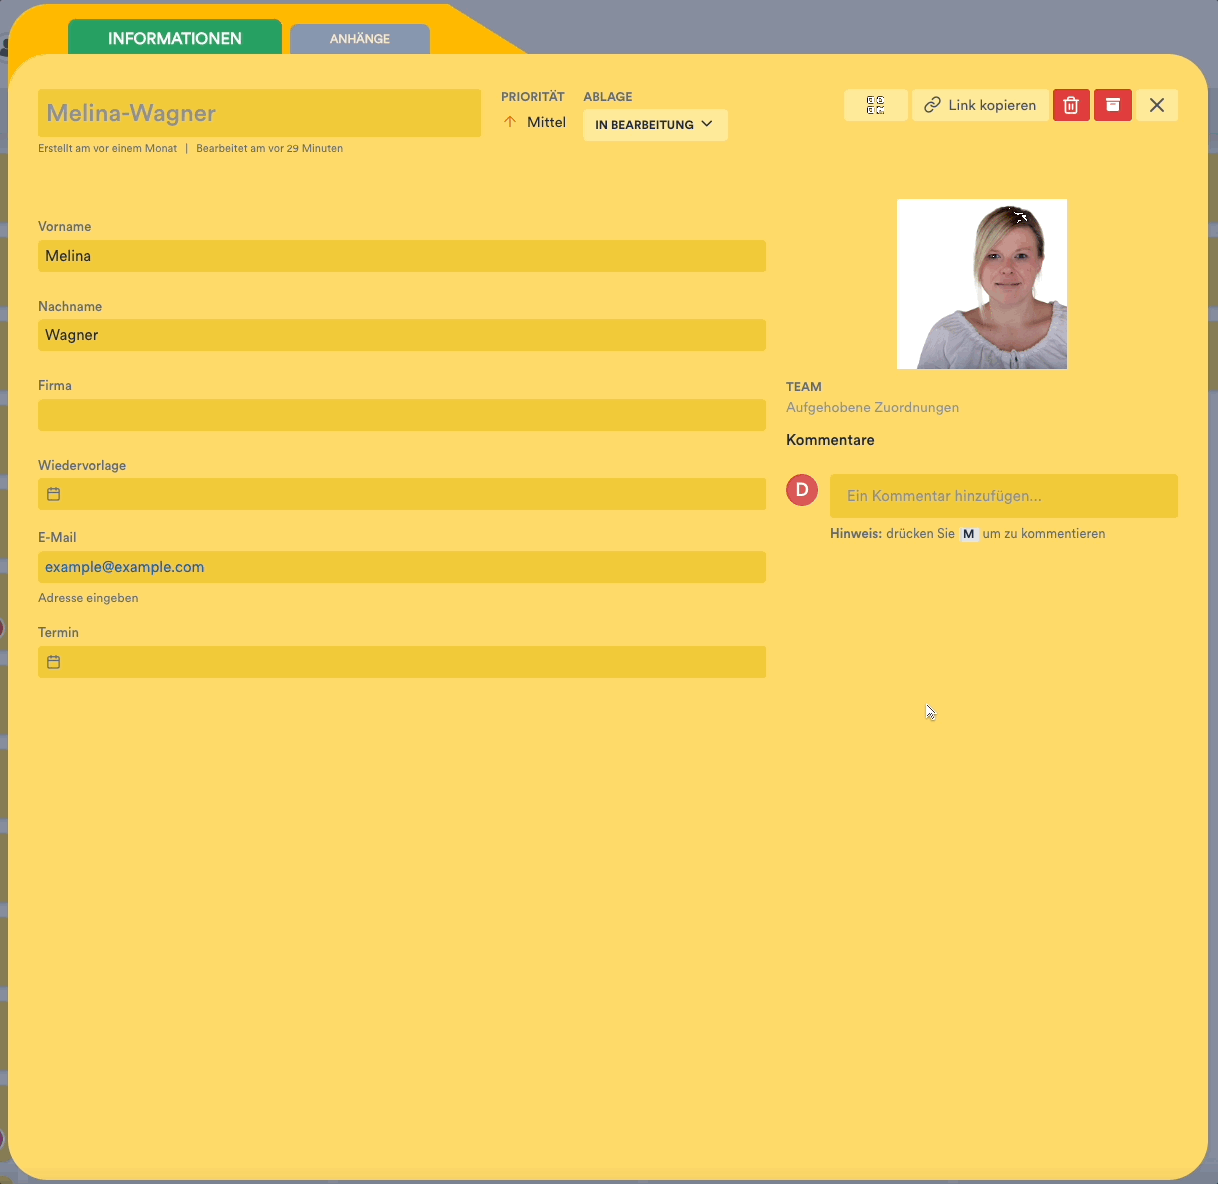 INFORMATIONEN
ANHÄNGE
Melina-Wagner
PRIORITÄT
Mittel
ABLAGE
IN BEARBEITUNG
Link kopieren
Erstellt am vor einem Monat | Bearbeitet am vor 29 Minuten
Vorname
Melina
Nachname
Wagner
Firma
Wiedervorlage
E-Mail
example@example.com
Adresse eingeben
Termin
TEAM
Aufgehobene Zuordnungen
Kommentare
D
Ein Kommentar hinzufügen...
Hinweis: drücken Sie M um zu kommentieren